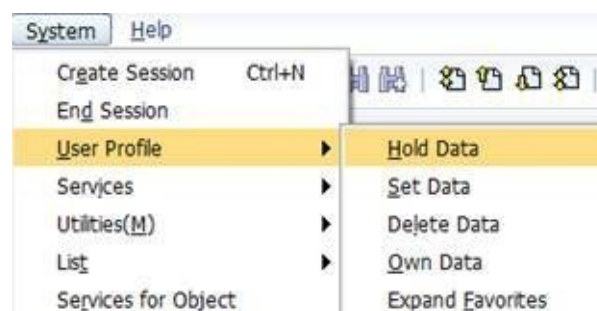 System Help
Create Session Ctrl+N
End Session
User Profile
Services
Utilities(M)
List
Services for Object
Hold Data
Set Data
Delete Data
Own Data
Expand Favorites